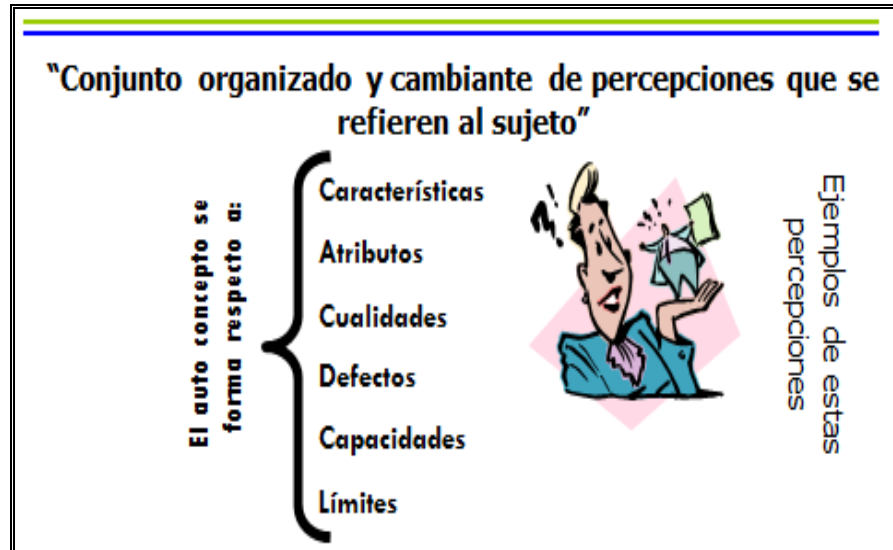 “Conjunto organizado y cambiante de percepciones que se
refieren al sujeto”
El auto concepto se
forma respecto a:
Características
Atributos
Cualidades
Defectos
Capacidades
Límites
?!
Ejemplos de estas
percepciones